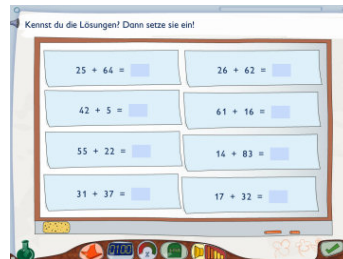 Kennst du die Lösungen? Dann setze sie ein!
25 + 64 =
26 + 62 =
42 + 5 =
61 + 16 =
55 + 22 =
14 + 83 =
31 + 37 =
17 + 32 =